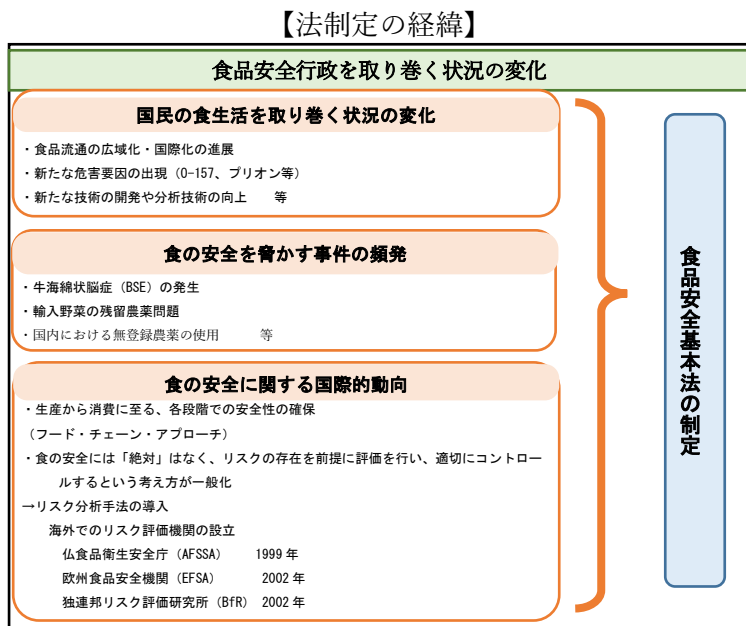 【法制定の経緯】
食品安全行政を取り巻く状況の変化
国民の食生活を取り巻く状況の変化
・食品流通の広域化・国際化の進展
・新たな危害要因の出現（O-157、プリオン等）
・新たな技術の開発や分析技術の向上　　等
食の安全を脅かす事件の頻発
・牛海綿状脳症（BSE）の発生
・輸入野菜の残留農薬問題
・国内における無登録農薬の使用　　　等
食の安全に関する国際的動向
・生産から消費に至る、各段階での安全性の確保
（フード・チェーン・アプローチ）
・食の安全には「絶対」はなく、リスクの存在を前提に評価を行い、適切にコントロー
ルするという考え方が一般化
→リスク分析手法の導入
海外でのリスク評価機関の設立
仏食品衛生安全庁（AFSSA）　　1999 年
欧州食品安全機関（EFSA）　　　2002 年
独連邦リスク評価研究所（BfR）　2002 年
食品安全基本法の制定